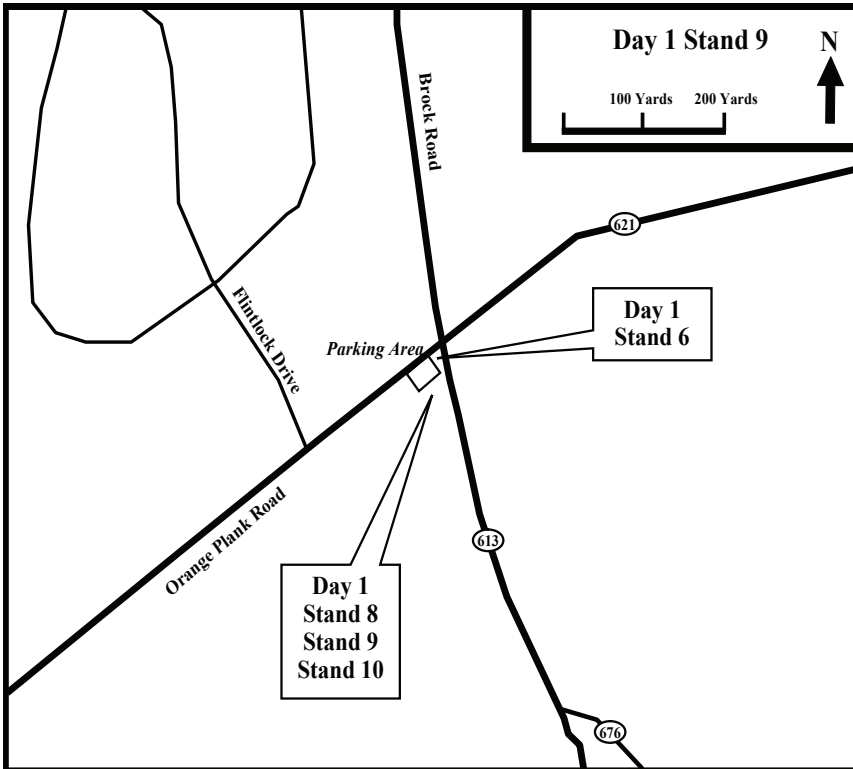 Day 1 Stand 9
N
100 Yards 200 Yards
Brock Road
621
Day 1
Stand 6
Flintlock Drive
Parking Area
Orange Plank Road
613
Day 1
Stand 8
Stand 9
Stand 10
676